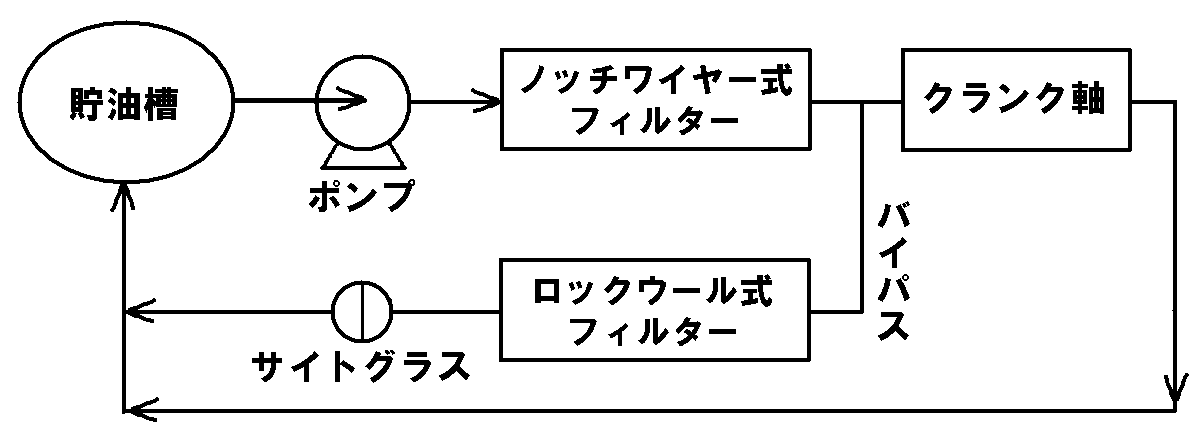 貯油槽
ポンプ
ノッチワイヤー式
フィルター
クランク軸
バイパス
ロックウール式
フィルター
サイトグラス